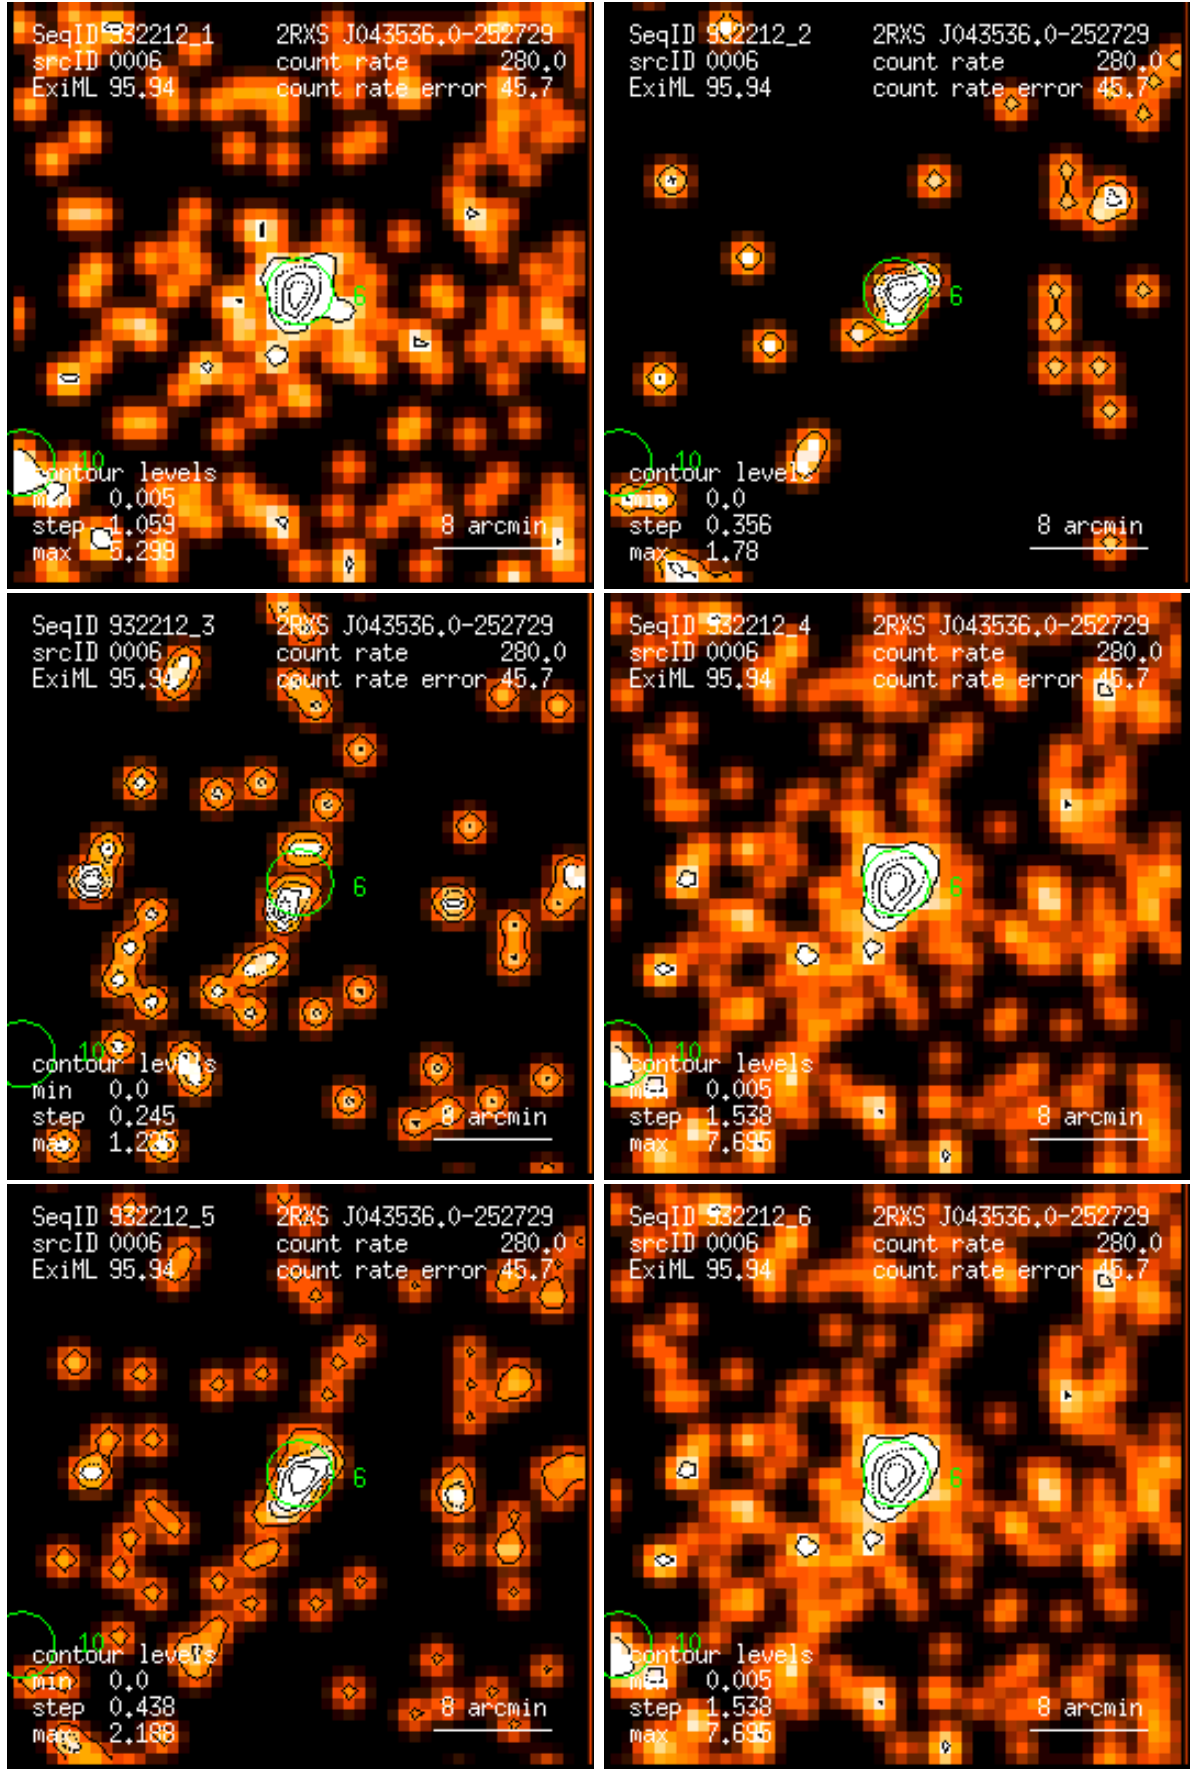 SeqID 932212_1 2RXS J043536.0-252729
srcID 0006 count rate 280.0
ExiML 95.94 count rate error 45.7
6
10
contour levels
min 0.005
step 1.059 8 arcmin
max 5.299
SeqID 932212_2 2RXS J043536.0-252729
srcID 0006 count rate 280.0
ExiML 95.94 count rate error 45.7
6
10
contour levels
min 0.0
step 0.356 8 arcmin
max 1.78
SeqID 932212_3 2RXS J043536.0-252729
srcID 0006 count rate 280.0
ExiML 95.94 count rate error 45.7
6
10
contour levels
min 0.0
step 0.245 8 arcmin
max 1.225
SeqID 932212_4 2RXS J043536.0-252729
srcID 0006 count rate 280.0
ExiML 95.94 count rate error 45.7
6
10
contour levels
min 0.005
step 1.538 8 arcmin
max 7.695
SeqID 932212_5 2RXS J043536.0-252729
srcID 0006 count rate 280.0
ExiML 95.94 count rate error 45.7
6
10
contour levels
min 0.0
step 0.438 8 arcmin
max 2.188
SeqID 932212_6 2RXS J043536.0-252729
srcID 0006 count rate 280.0
ExiML 95.94 count rate error 45.7
6
10
contour levels
min 0.005
step 1.538 8 arcmin
max 7.695